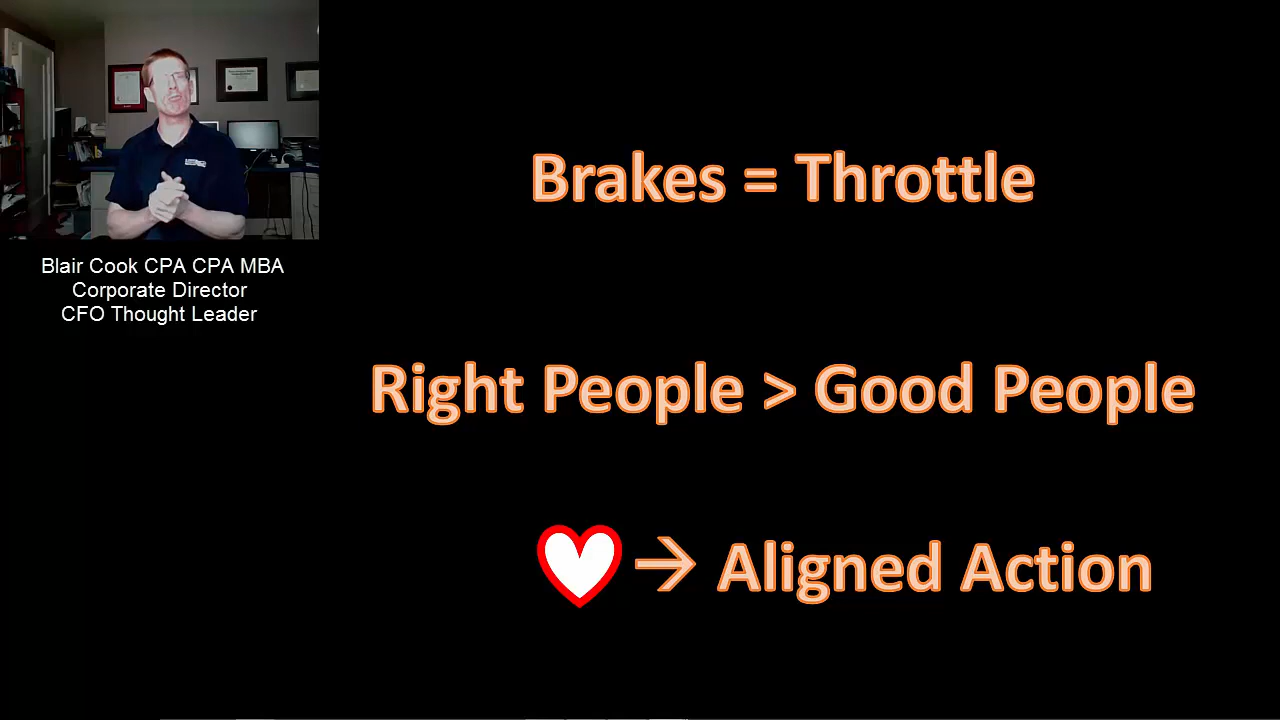 Blair Cook CPA CPA MBA
Corporate Director
CFO Thought Leader
Brakes = Throttle
Right People > Good People
→ Aligned Action